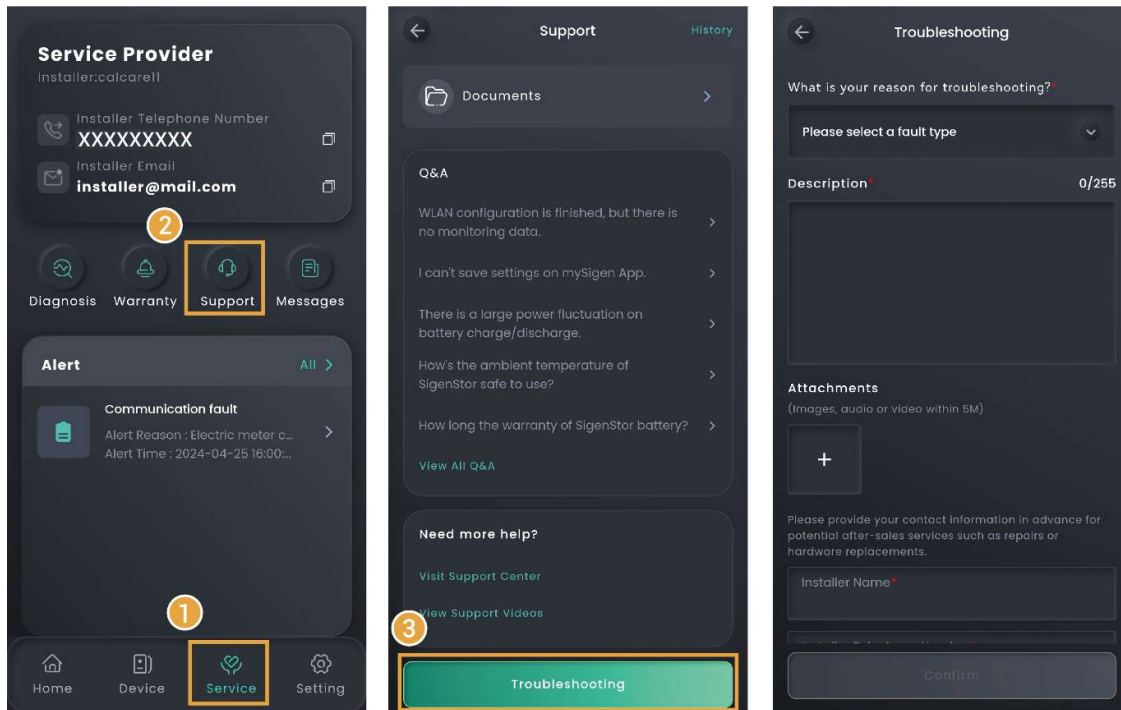 Service Provider
Installer:calcare11
Installer Telephone Number
XXXXXXXXX
Installer Email
installer@mail.com
2
Diagnosis
Warranty
Support
Messages
Alert
All >
Communication fault
Alert Reason : Electric meter c...
Alert Time : 2024-04-25 16:00:...
1
Home
Device
Service
Setting
Support
History
Documents
Q&A
WLAN configuration is finished, but there is
no monitoring data.
I can't save settings on mySigen App.
There is a large power fluctuation on
battery charge/discharge.
How's the ambient temperature of
SigenStor safe to use?
How long the warranty of SigenStor battery?
View All Q&A
Need more help?
Visit Support Center
View Support Videos
3
Troubleshooting
Troubleshooting
What is your reason for troubleshooting?*
Please select a fault type
Description*
0/255
Attachments
(Images, audio or video within 5M)
+
Please provide your contact information in advance for
potential after-sales services such as repairs or
hardware replacements.
Installer Name*
Confirm